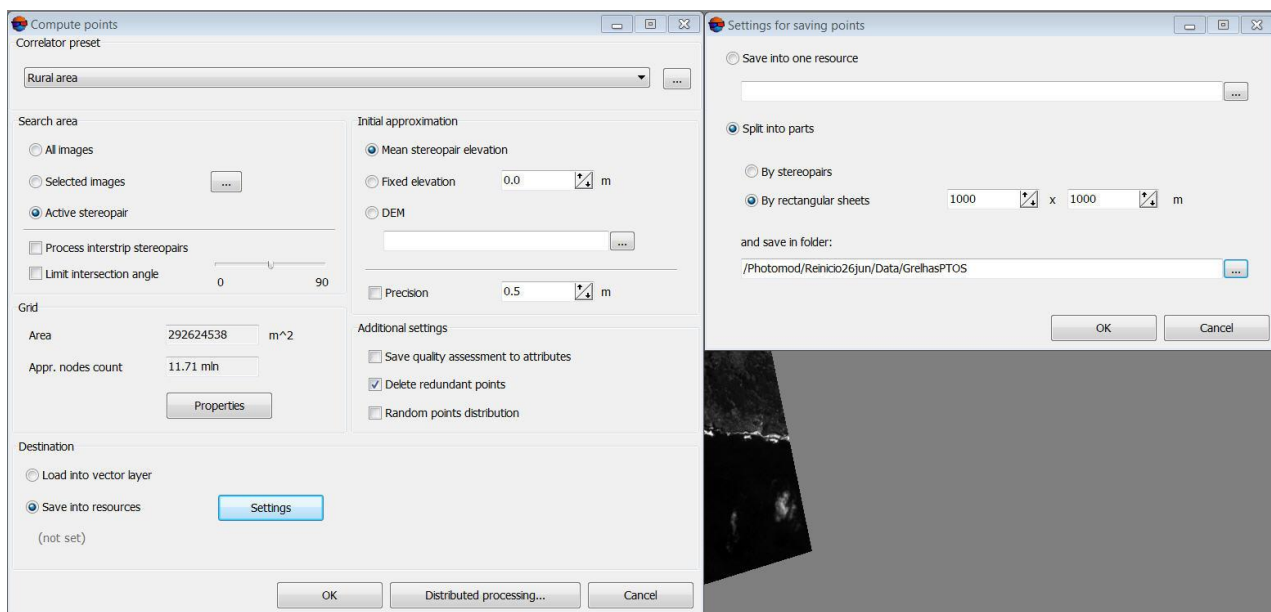 Compute points
Correlator preset
Rural area
...
Search area
All images
Selected images ...
Active stereopair
Process interstrip stereopairs
Limit intersection angle
0 90
Grid
Area 292624538 m^2
Appr. nodes count 11.71 mln
Properties
Initial approximation
Mean stereopair elevation
Fixed elevation 0.0 m
DEM
...
Precision 0.5 m
Additional settings
Save quality assessment to attributes
Delete redundant points
Random points distribution
Destination
Load into vector layer
Save into resources Settings
(not set)
OK Distributed processing... Cancel
Settings for saving points
Save into one resource
...
Split into parts
By stereopairs
By rectangular sheets 1000 x 1000 m
and save in folder:
/Photomod/Reinicio26jun/Data/GrelhasPTOS ...
OK Cancel